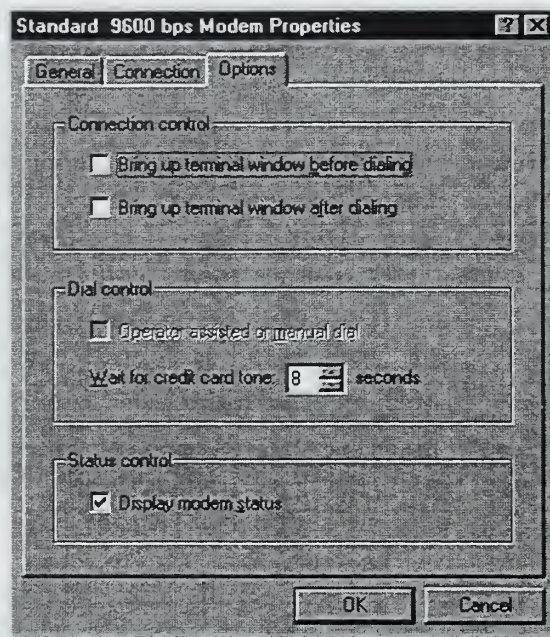 Standard 9600 bps Modem Properties
General Connection Options
Connection control
Bring up terminal window before dialing
Bring up terminal window after dialing
Dial control
Operator assisted or manual dial
Wait for credit card tone: 8 seconds
Status control
Display modem status
OK Cancel